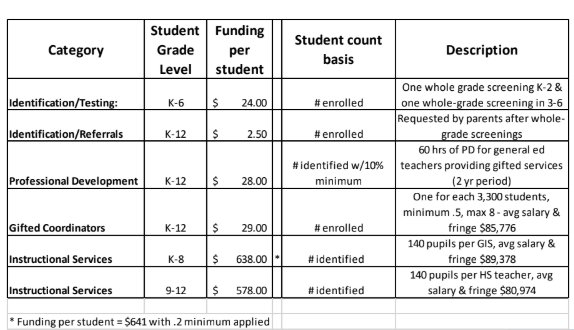 Category Student Grade Level Funding per student Student count basis Description
Identification/Testing: K-6 $ 24.00 # enrolled One whole grade screening K-2 & one whole-grade screening in 3-6
Identification/Referrals K-12 $ 2.50 # enrolled Requested by parents after whole-grade screenings
Professional Development K-12 $ 28.00 # identified w/10% minimum 60 hrs of PD for general ed teachers providing gifted services (2 yr period)
Gifted Coordinators K-12 $ 29.00 # enrolled One for each 3,300 students, minimum .5, max 8 - avg salary & fringe $85,776
Instructional Services K-8 $ 638.00 * # identified 140 pupils per GIS, avg salary & fringe $89,378
Instructional Services 9-12 $ 578.00 # identified 140 pupils per HS teacher, avg salary & fringe $80,974
* Funding per student = $641 with .2 minimum applied